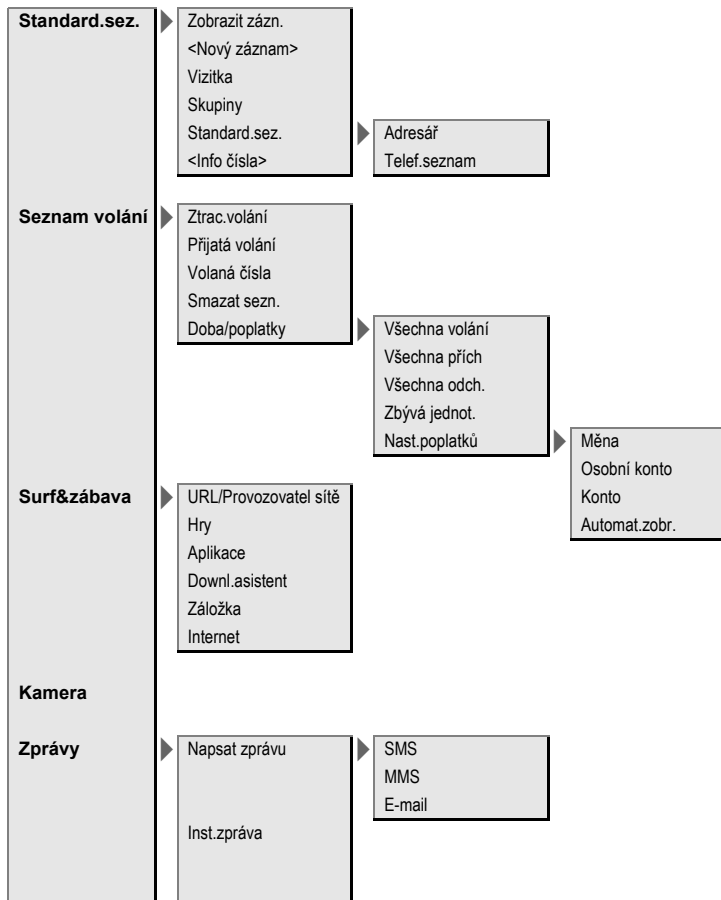 Standard.sez.
Zobrazit zázn.
<Nový záznam>
Vizitka
Skupiny
Standard.sez.
<Info čísla>
Adresář
Telef.seznam
Seznam volání
Ztrac.volání
Přijatá volání
Volaná čísla
Smazat sezn.
Doba/poplatky
Všechna volání
Všechna přích
Všechna odch.
Zbývá jednot.
Nast.poplatků
Měna
Osobní konto
Konto
Automat.zobr.
Surf&zábava
URL/Provozovatel sítě
Hry
Aplikace
Downl.asistent
Záložka
Internet
Kamera
Zprávy
Napsat zprávu
SMS
MMS
E-mail
Inst.zpráva